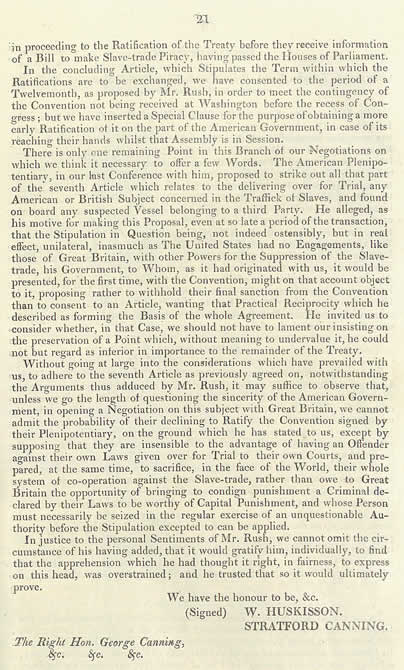 21
in proceeding to the Ratification of the Treaty before they receive information
of a Bill to make Slave-trade Piracy, having passed the Houses of Parliament.
In the concluding Article, which Stipulates the Term within which the
Ratifications are to be exchanged, we have consented to the period of a
Twelvemonth, as proposed by Mr. Rush, in order to meet the contingency of
the Convention not being received at Washington before the recess of Con-
gress; but we have inserted a Special Clause for the purpose of obtaining a more
early Ratification of it on the part of the American Government, in case of its
reaching their hands whilst that Assembly is in Session.
There is only one remaining Point in this Branch of our Negotiations on
which we think it necessary to offer a few Words. The American Plenipo-
tentiary, in our last Conference with him, proposed to strike out all that part
of the seventh Article which relates to the delivering over for Trial, any
American or British Subject concerned in the Traffick of Slaves, and found
on board any suspected Vessel belonging to a third Party. He alleged, as
his motive for making this Proposal, even at so late a period of the transaction,
that the Stipulation in Question being, not indeed ostensibly, but in real
effect, unilateral, inasmuch as The United States had no Engagements, like
those of Great Britain, with other Powers for the Suppression of the Slave-
trade, his Government, to Whom, as it had originated with us, it would be
presented, for the first time, with the Convention, might on that account object
to it, proposing rather to withhold their final sanction from the Convention
than to consent to an Article, wanting that Practical Reciprocity which he
described as forming the Basis of the whole Agreement. He invited us to
consider whether, in that Case, we should not have to lament our insisting on
the preservation of a Point which, without meaning to undervalue it, he could
not but regard as inferior in importance to the remainder of the Treaty.
Without going at large into the considerations which have prevailed with
us, to adhere to the seventh Article as previously agreed on, notwithstanding
the Arguments thus adduced by Mr. Rush, it may suffice to observe that,
unless we go the length of questioning the sincerity of the American Govern-
ment, in opening a Negotiation on this subject with Great Britain, we cannot
admit the probability of their declining to Ratify the Convention signed by
their Plenipotentiary, on the ground which he has stated to us, except by
supposing that they are insensible to the advantage of having an Offender
against their own Laws given over for Trial to their own Courts, and pre-
pared, at the same time, to sacrifice, in the face of the World, their whole
system of co-operation against the Slave-trade, rather than owe to Great
Britain the opportunity of bringing to condign punishment a Criminal de-
clared by their Laws to be worthy of Capital Punishment, and whose Person
must necessarily be seized in the regular exercise of an unquestionable Au-
thority before the Stipulation excepted to can be applied.
In justice to the personal Sentiments of Mr. Rush, we cannot omit the cir-
cumstance of his having added, that it would gratify him, individually, to find
that the apprehension which he had thought it right, in fairness, to express
on this head, was overstrained; and he trusted that so it would ultimately
prove.
We have the honour to be, &c.
(Signed) W. HUSKISSON.
STRATFORD CANNING.
The Right Hon. George Canning,
&c. &c. &c.